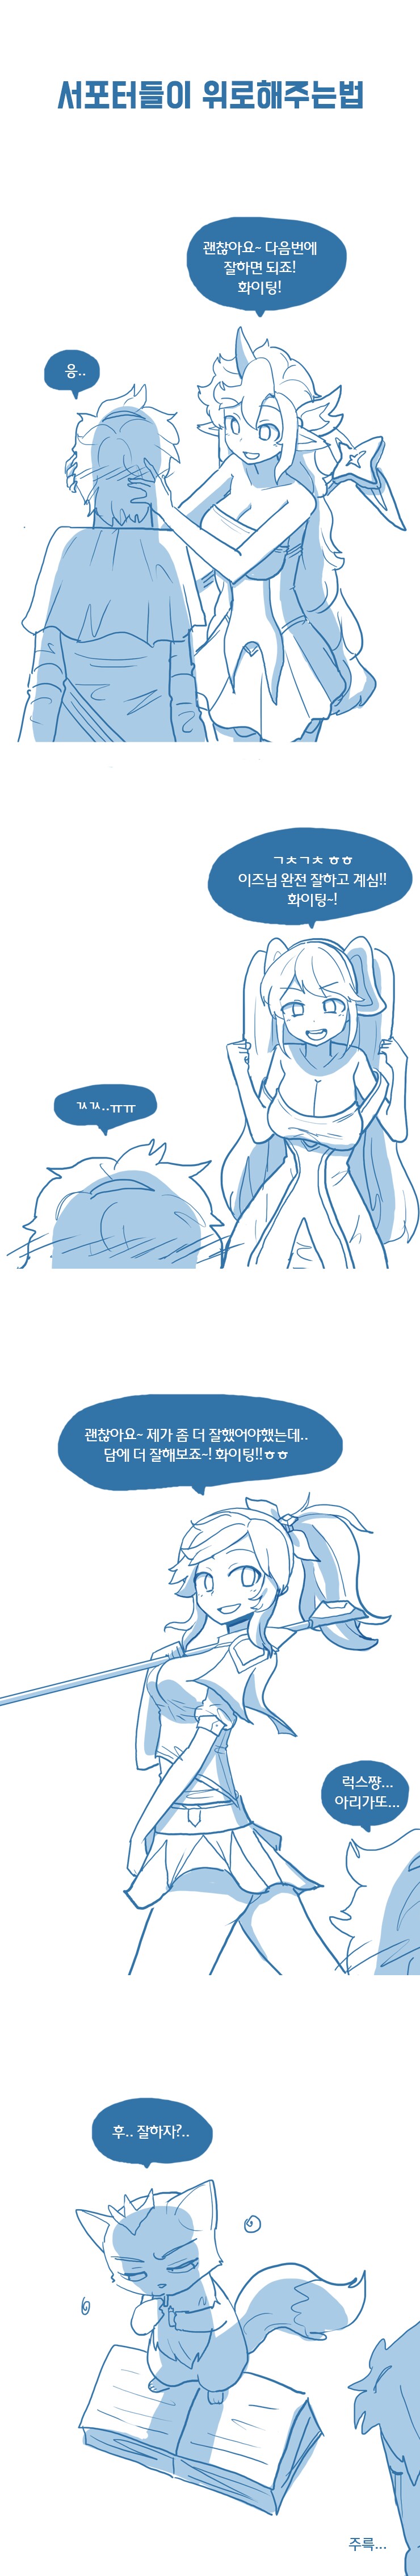 서포터들이 위로해주는법
괜찮아요~ 다음번에
잘하면 되죠!
화이팅!
응..
ㄱㅊㄱㅊ ㅎㅎ
이즈님 완전 잘하고 계심!!
화이팅~!
ㄳㄳ..ㅠㅠ
괜찮아요~ 제가 좀 더 잘했어야했는데..
담에 더 잘해보죠~! 화이팅!!ㅎㅎ
럭스쨩...
아리가또...
후.. 잘하자?..
주륵...